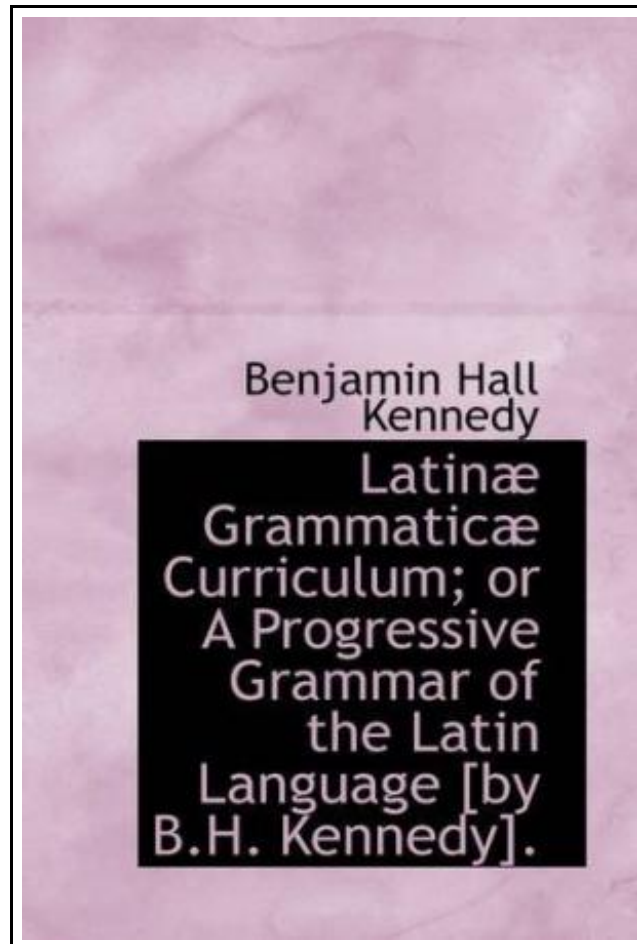 Benjamin Hall
Kennedy
Latinæ
Grammaticæ
Curriculum; or
A Progressive
Grammar of
the Latin
Language [by
B.H. Kennedy].